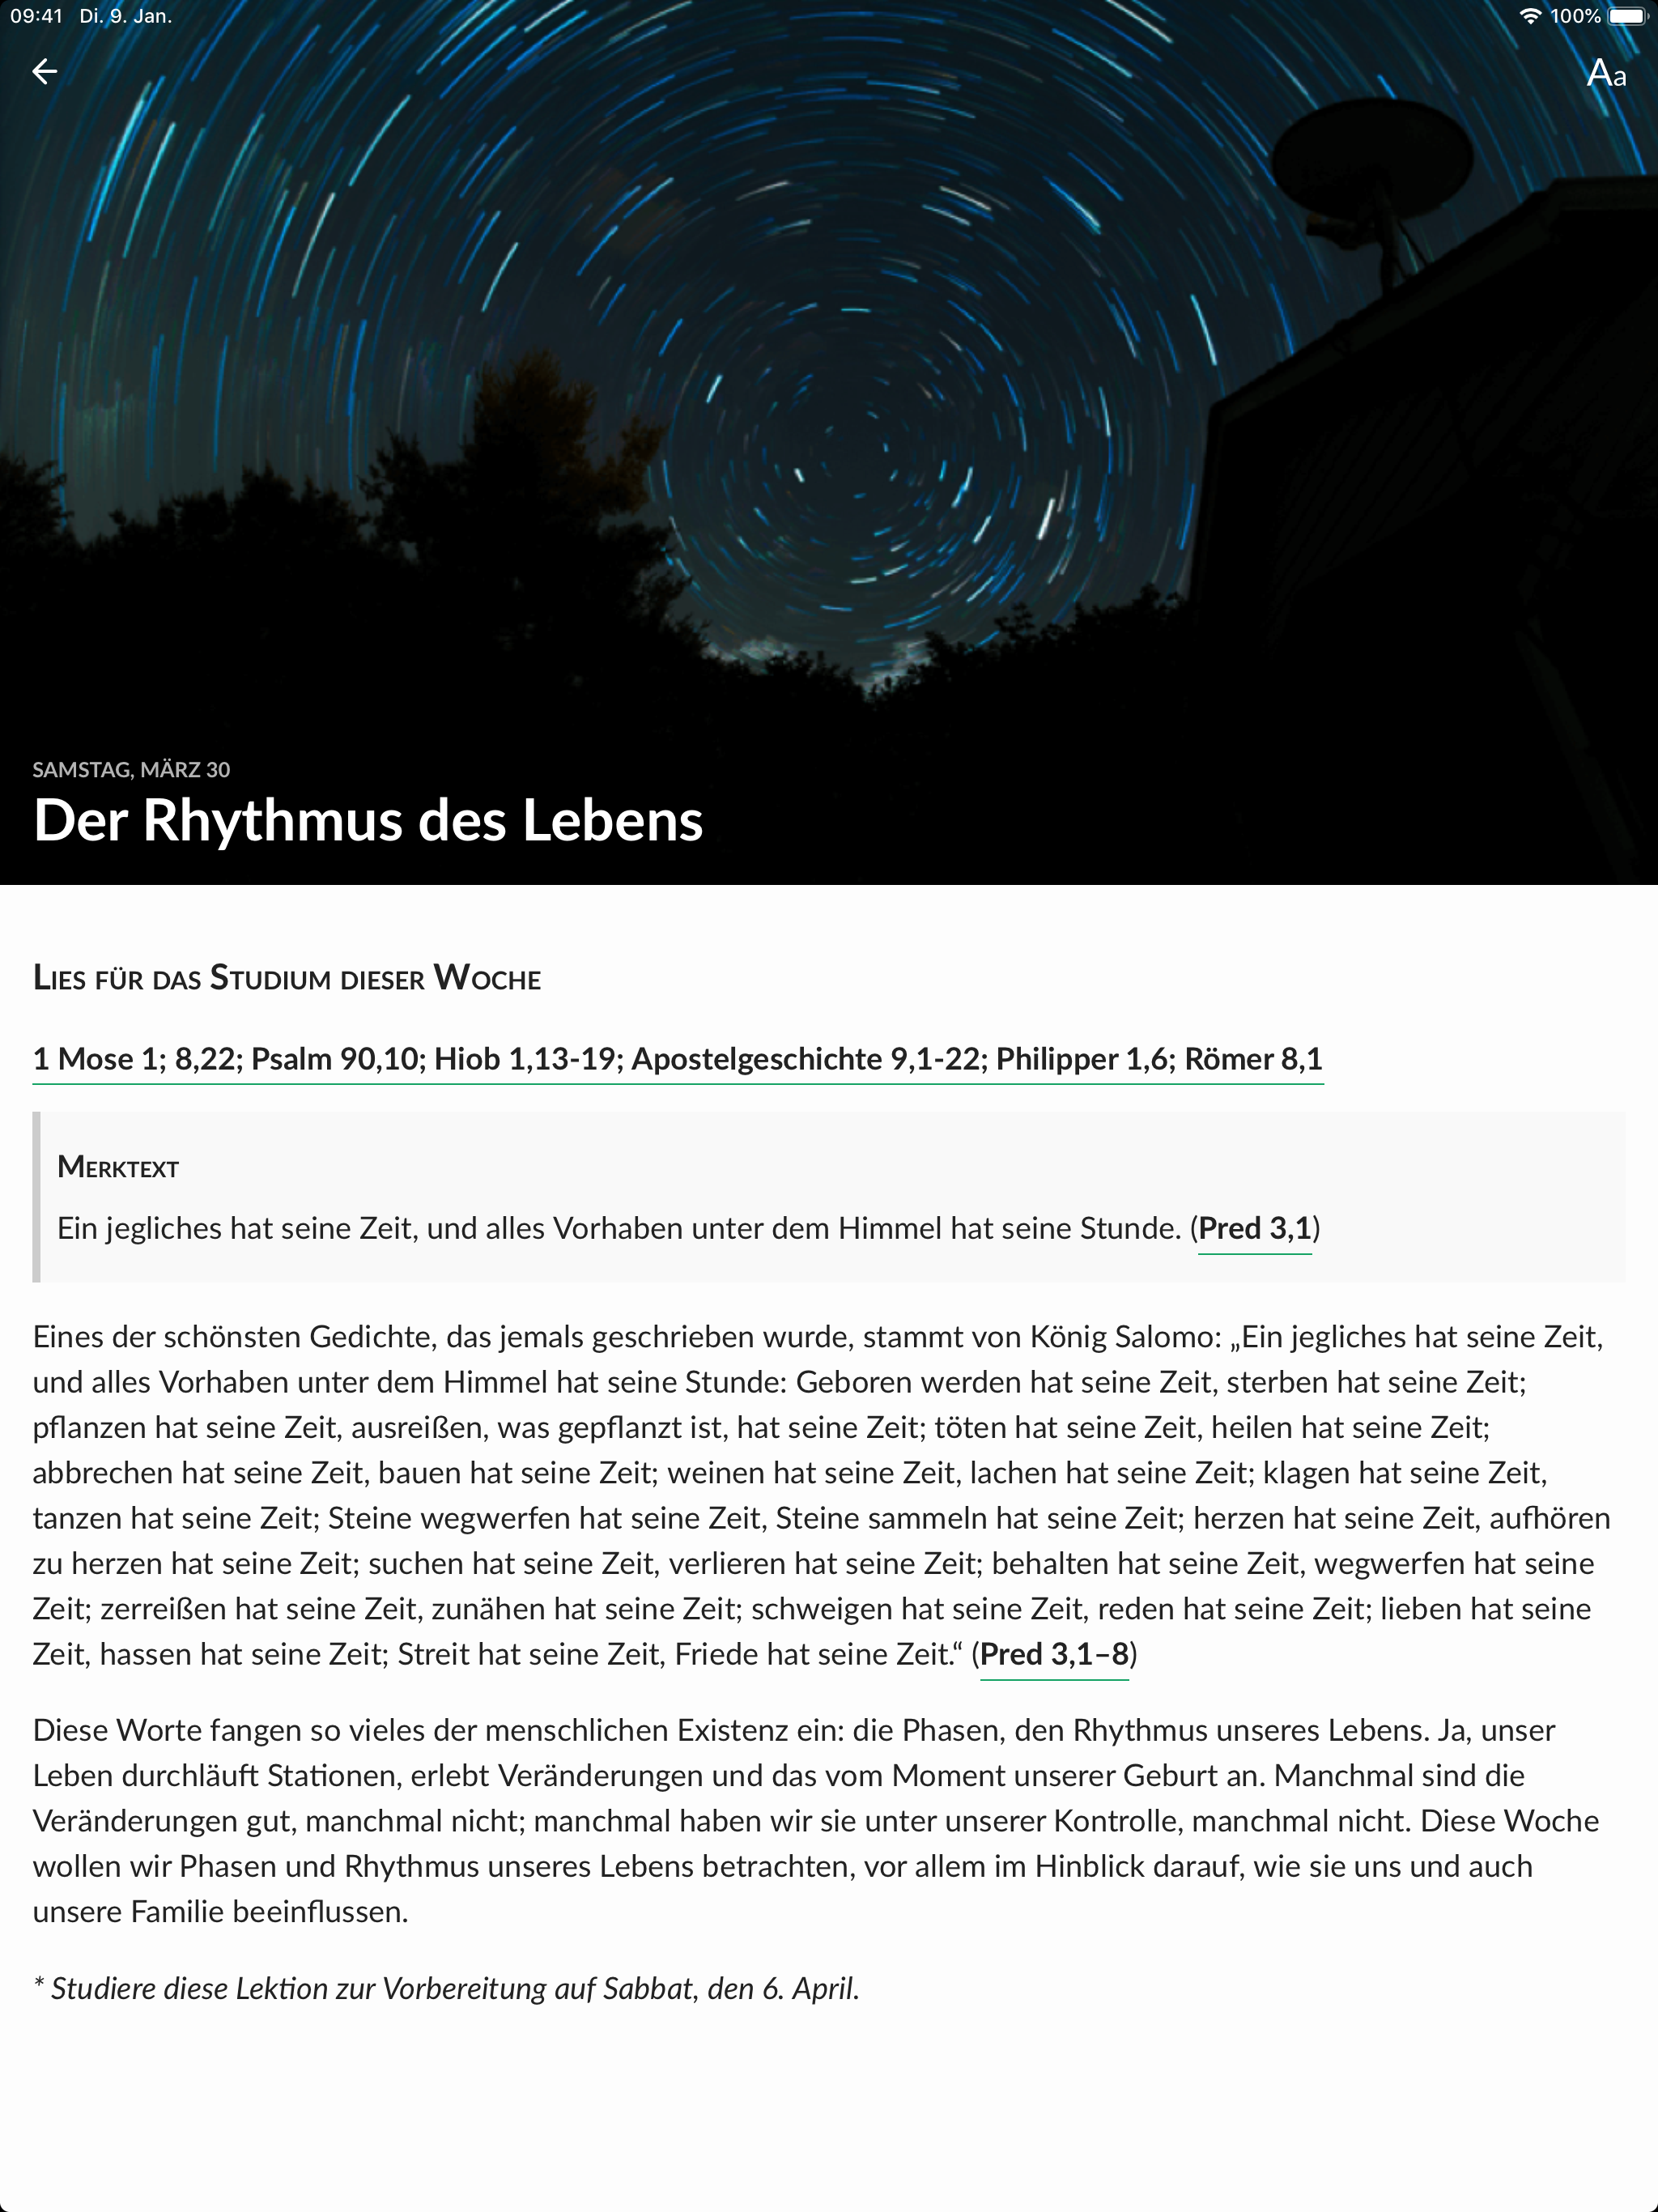 09:41 Di. 9. Jan.
100%
Aa
SAMSTAG, MÄRZ 30
Der Rhythmus des Lebens
Lies für das Studium dieser Woche
1 Mose 1; 8,22; Psalm 90,10; Hiob 1,13-19; Apostelgeschichte 9,1-22; Philipper 1,6; Römer 8,1
Merktext
Ein jegliches hat seine Zeit, und alles Vorhaben unter dem Himmel hat seine Stunde. (Pred 3,1)
Eines der schönsten Gedichte, das jemals geschrieben wurde, stammt von König Salomo: „Ein jegliches hat seine Zeit,
und alles Vorhaben unter dem Himmel hat seine Stunde: Geboren werden hat seine Zeit, sterben hat seine Zeit;
pflanzen hat seine Zeit, ausreißen, was gepflanzt ist, hat seine Zeit; töten hat seine Zeit, heilen hat seine Zeit;
abbrechen hat seine Zeit, bauen hat seine Zeit; weinen hat seine Zeit, lachen hat seine Zeit; klagen hat seine Zeit,
tanzen hat seine Zeit; Steine wegwerfen hat seine Zeit, Steine sammeln hat seine Zeit; herzen hat seine Zeit, aufhören
zu herzen hat seine Zeit; suchen hat seine Zeit, verlieren hat seine Zeit; behalten hat seine Zeit, wegwerfen hat seine
Zeit; zerreißen hat seine Zeit, zunähen hat seine Zeit; schweigen hat seine Zeit, reden hat seine Zeit; lieben hat seine
Zeit, hassen hat seine Zeit; Streit hat seine Zeit, Friede hat seine Zeit.“ (Pred 3,1–8)
Diese Worte fangen so vieles der menschlichen Existenz ein: die Phasen, den Rhythmus unseres Lebens. Ja, unser
Leben durchläuft Stationen, erlebt Veränderungen und das vom Moment unserer Geburt an. Manchmal sind die
Veränderungen gut, manchmal nicht; manchmal haben wir sie unter unserer Kontrolle, manchmal nicht. Diese Woche
wollen wir Phasen und Rhythmus unseres Lebens betrachten, vor allem im Hinblick darauf, wie sie uns und auch
unsere Familie beeinflussen.
* Studiere diese Lektion zur Vorbereitung auf Sabbat, den 6. April.